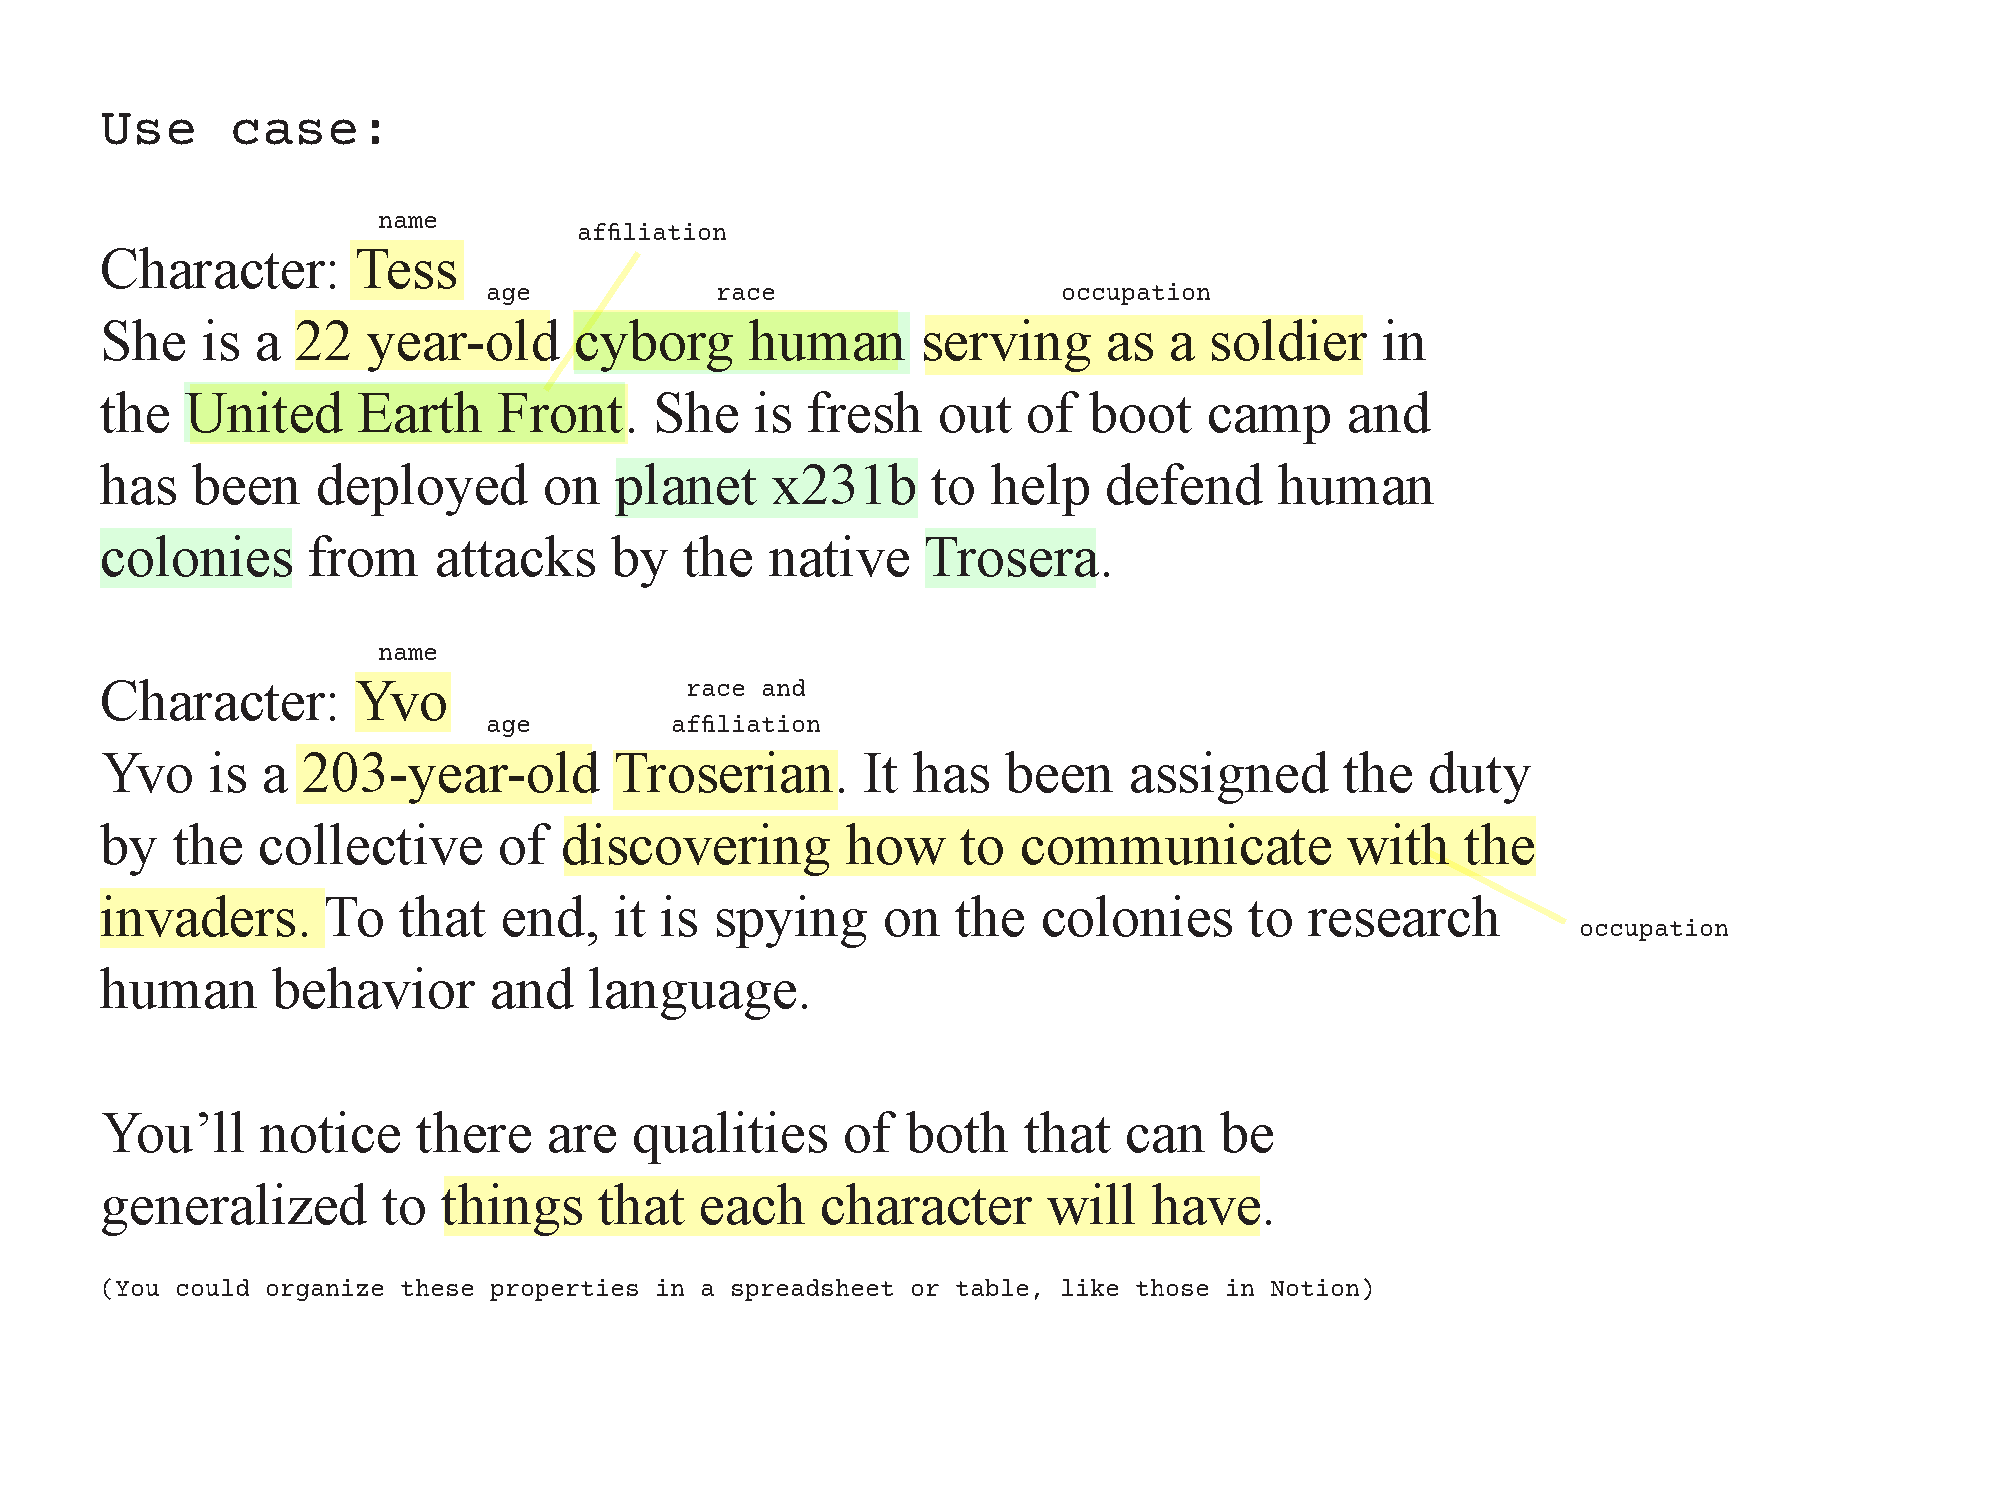 Use case:
name
affiliation
Character: Tess
age race occupation
She is a 22 year-old cyborg human serving as a soldier in
the United Earth Front. She is fresh out of boot camp and
has been deployed on planet x231b to help defend human
colonies from attacks by the native Trosera.
name
race and
Character: Yvo
age affiliation
Yvo is a 203-year-old Troserian. It has been assigned the duty
by the collective of discovering how to communicate with the
invaders. To that end, it is spying on the colonies to research
occupation
human behavior and language.
You’ll notice there are qualities of both that can be
generalized to things that each character will have.
(You could organize these properties in a spreadsheet or table, like those in Notion)